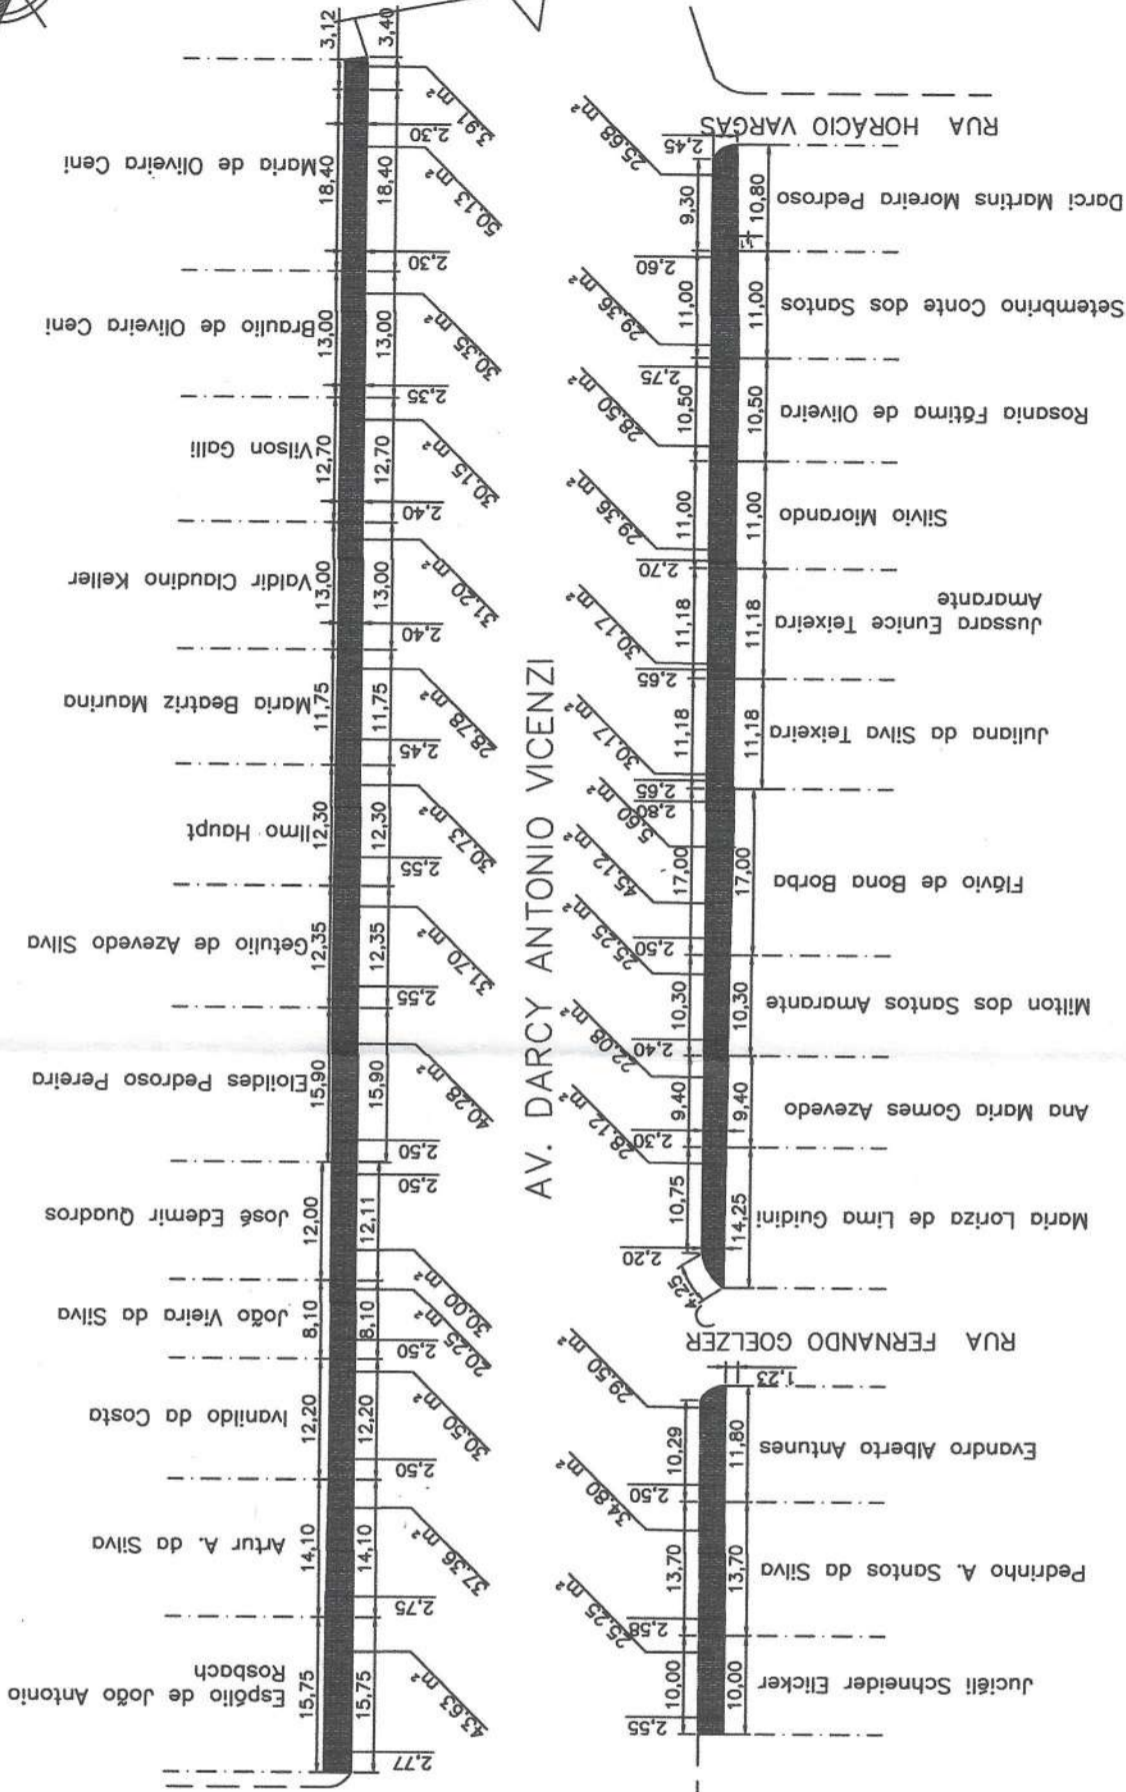 3,12
3,40
Maria de Oliveira Ceni
18,40
18,40
2,30
3,91 m²
50,13 m²
2,30
Braulio de Oliveira Ceni
13,00
13,00
30,35 m²
2,35
Vilson Galli
12,70
12,70
30,15 m²
2,40
Valdir Claudino Keller
13,00
13,00
31,20 m²
2,40
Maria Beatriz Maurina
11,75
11,75
28,78 m²
2,45
Ilmo Haupt
12,30
12,30
30,73 m²
2,55
Getulio de Azevedo Silva
12,35
12,35
31,70 m²
2,55
Eloildes Pedroso Pereira
15,90
15,90
40,28 m²
2,50
2,50
José Edemir Quadros
12,00
12,11
30,00 m²
João Vieira da Silva
8,10
8,10
20,25 m²
2,50
Ivanildo da Costa
12,20
12,20
30,50 m²
2,50
Artur A. da Silva
14,10
14,10
37,36 m²
2,75
Espólio de João Antonio
Rosbach
15,75
15,75
43,63 m²
2,77
AV. DARCY ANTONIO VICENZI
RUA HORÁCIO VARGAS
2,45
25,68 m²
9,30
10,80
Darci Martins Moreira Pedroso
2,60
29,36 m²
11,00
11,00
Setembrino Conte dos Santos
2,75
28,50 m²
10,50
10,50
Rosania Fátima de Oliveira
29,36 m²
11,00
11,00
Silvio Miorando
2,70
30,17 m²
11,18
11,18
Jussara Eunice Teixeira
Amarante
2,65
30,17 m²
11,18
11,18
Juliana da Silva Teixeira
2,65
2,80
5,60 m²
45,12 m²
17,00
17,00
Flávio de Bona Borba
2,50
25,25 m²
10,30
10,30
Milton dos Santos Amarante
2,40
22,08 m²
9,40
9,40
Ana Maria Gomes Azevedo
2,30
28,12 m²
10,75
14,25
Maria Loriza de Lima Guidini
2,20
4,25
RUA FERNANDO GOELZER
1,23
29,50 m²
10,29
11,80
Evandro Alberto Antunes
2,50
34,80 m²
13,70
13,70
Pedrinho A. Santos da Silva
2,58
25,25 m²
10,00
10,00
Juciéli Schneider Elicker
2,55